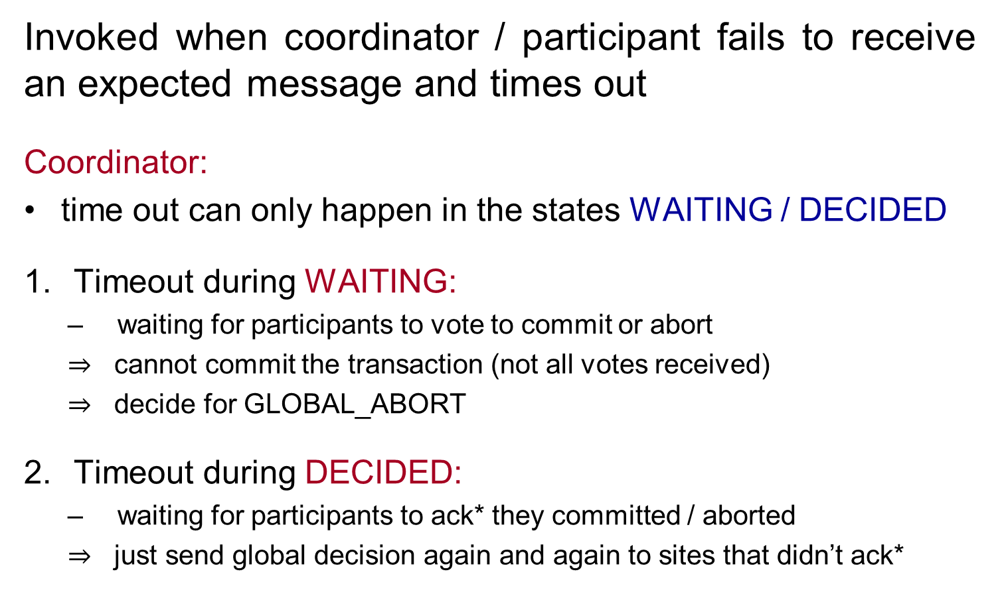 Invoked when coordinator / participant fails to receive
an expected message and times out
Coordinator:
• time out can only happen in the states WAITING / DECIDED
1. Timeout during WAITING:
– waiting for participants to vote to commit or abort
⇒ cannot commit the transaction (not all votes received)
⇒ decide for GLOBAL_ABORT
2. Timeout during DECIDED:
– waiting for participants to ack* they committed / aborted
⇒ just send global decision again and again to sites that didn’t ack*